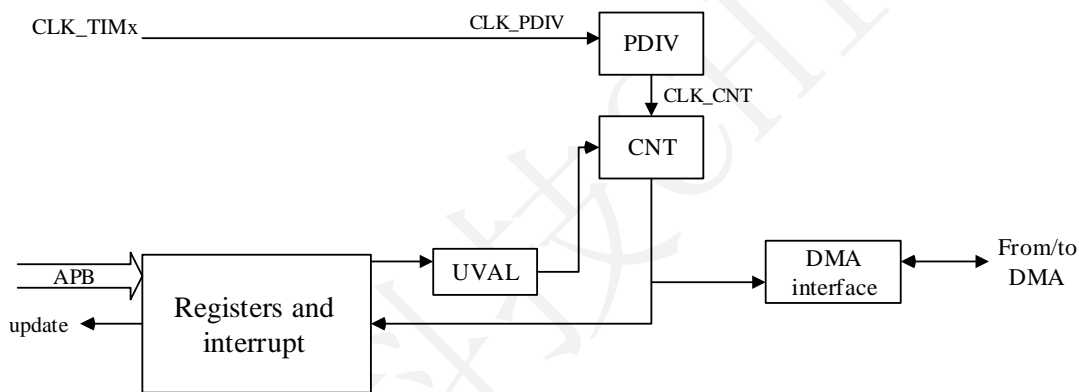 CLK_TIMx
CLK_PDIV
PDIV
CLK_CNT
CNT
APB
update
Registers and
interrupt
UVAL
DMA
interface
From/to
DMA